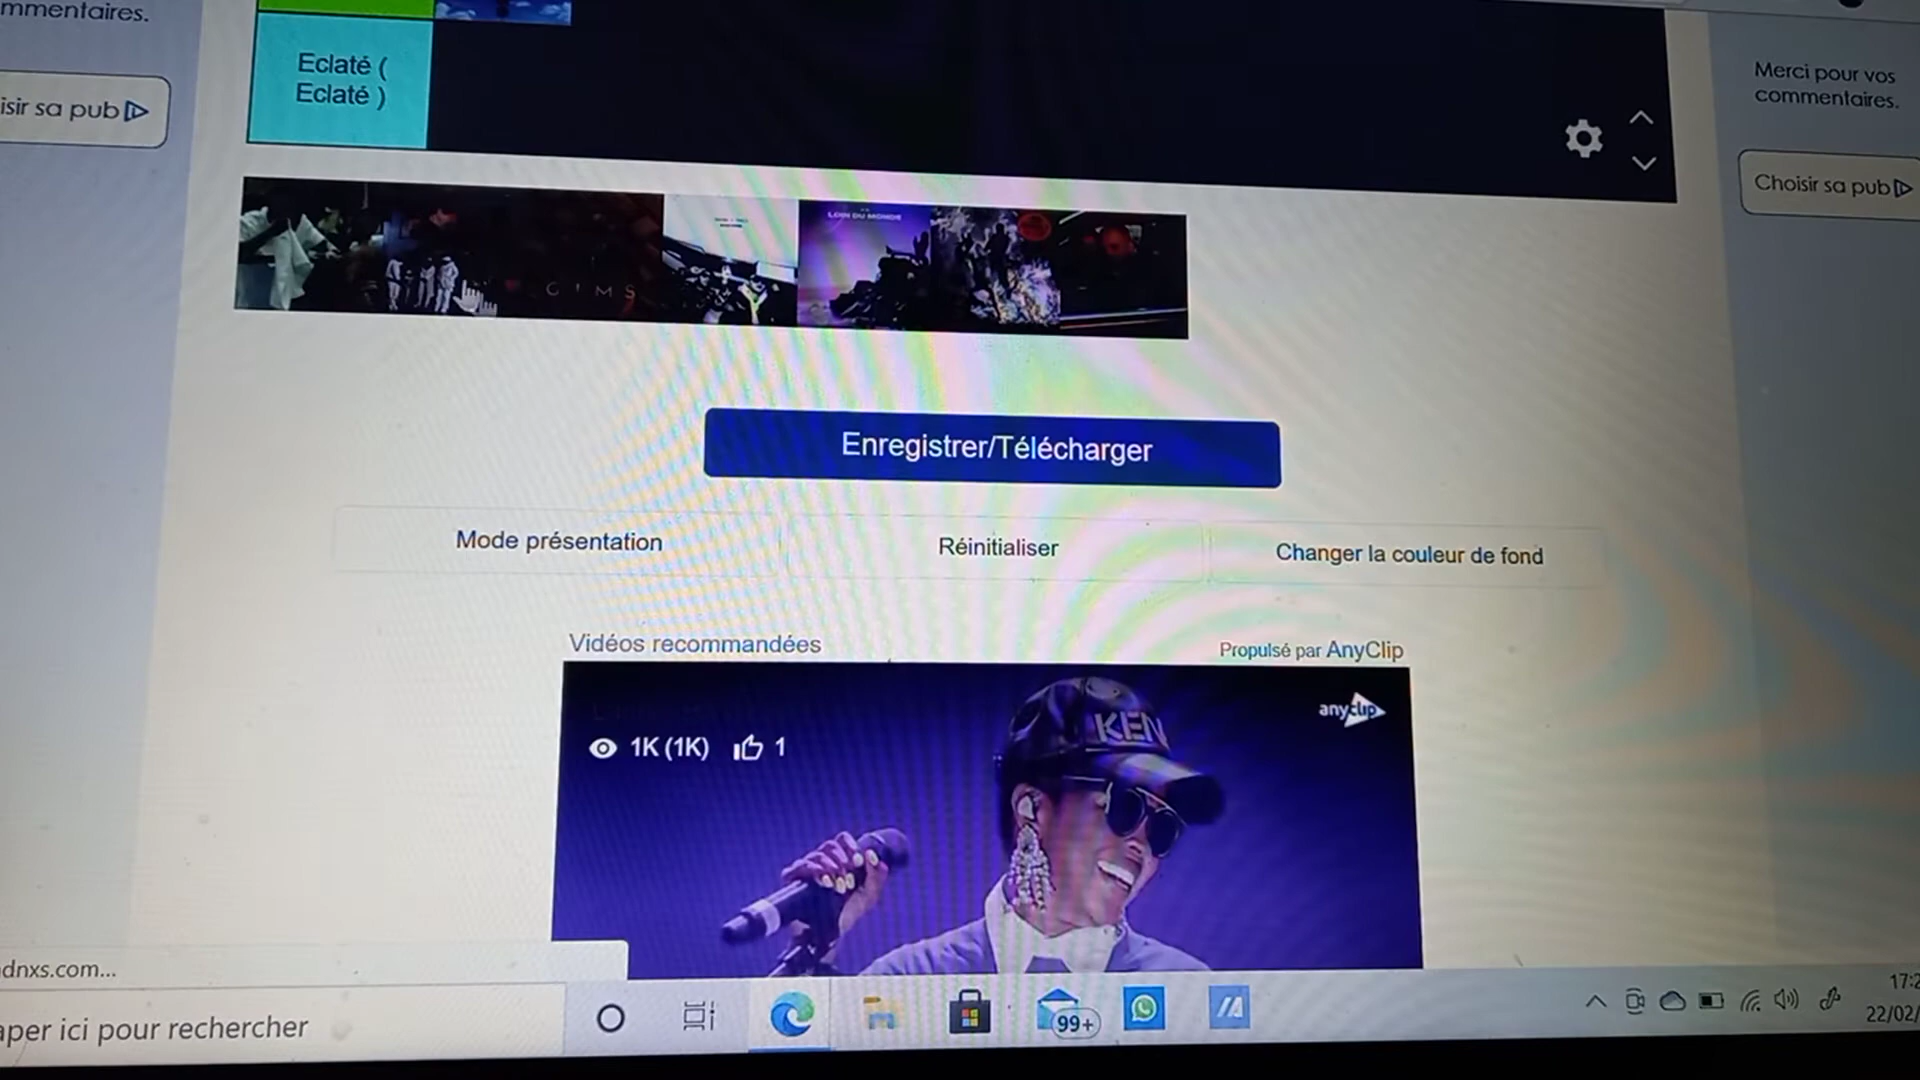 mmentaires.
isir sa pub
Eclaté (
Eclaté )
Merci pour vos
commentaires.
Choisir sa pub
GIMS
LOIN DU MONDE
Enregistrer/Télécharger
Mode présentation
Réinitialiser
Changer la couleur de fond
Vidéos recommandées
Propulsé par AnyClip
anyclip
1K (1K) 1
KEN
dnxs.com...
aper ici pour rechercher
99+
17:2
22/02/